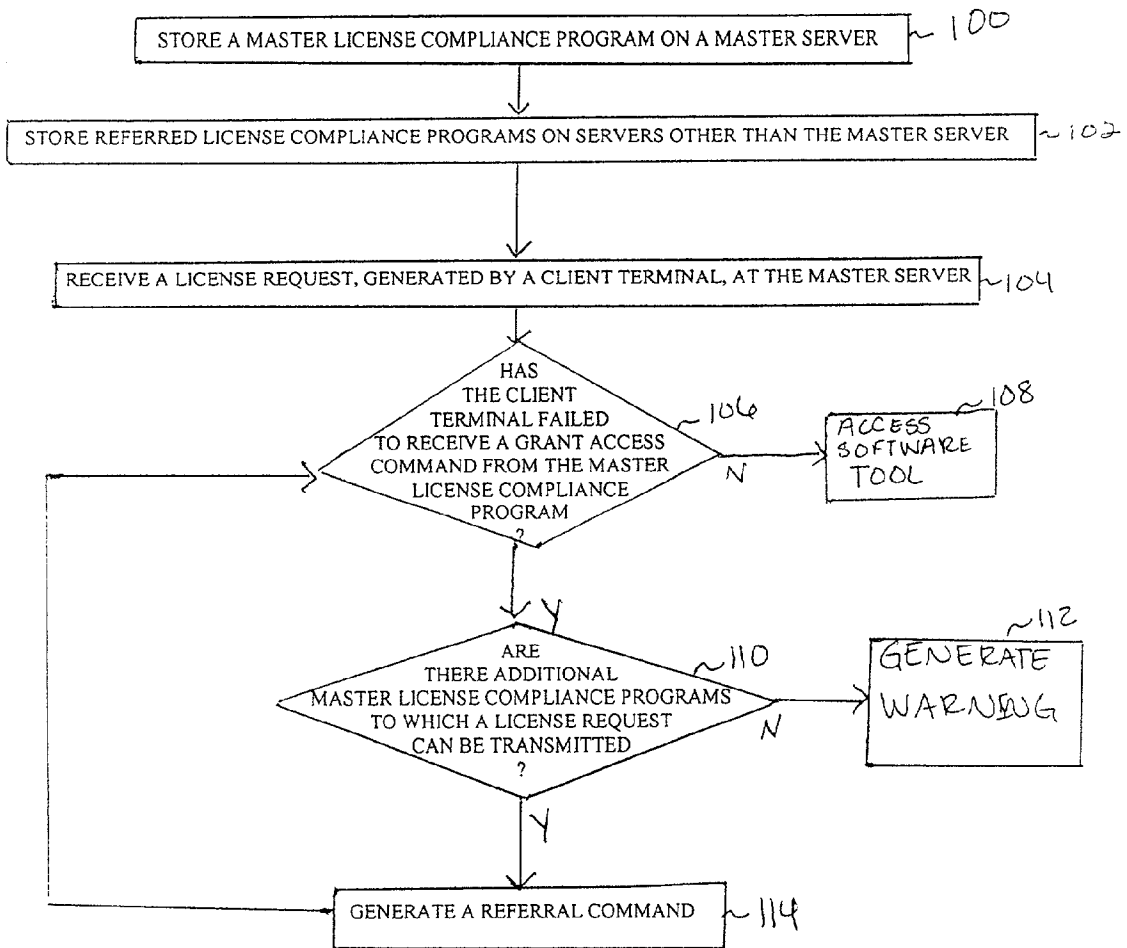 STORE A MASTER LICENSE COMPLIANCE PROGRAM ON A MASTER SERVER ~100
STORE REFERRED LICENSE COMPLIANCE PROGRAMS ON SERVERS OTHER THAN THE MASTER SERVER ~102
RECEIVE A LICENSE REQUEST, GENERATED BY A CLIENT TERMINAL, AT THE MASTER SERVER ~104
HAS
THE CLIENT
TERMINAL FAILED
TO RECEIVE A GRANT ACCESS
COMMAND FROM THE MASTER
LICENSE COMPLIANCE
PROGRAM
?
~106
N
~108
ACCESS
SOFTWARE
TOOL
Y
ARE
THERE ADDITIONAL
MASTER LICENSE COMPLIANCE PROGRAMS
TO WHICH A LICENSE REQUEST
CAN BE TRANSMITTED
?
~110
N
~112
GENERATE
WARNING
Y
GENERATE A REFERRAL COMMAND ~114